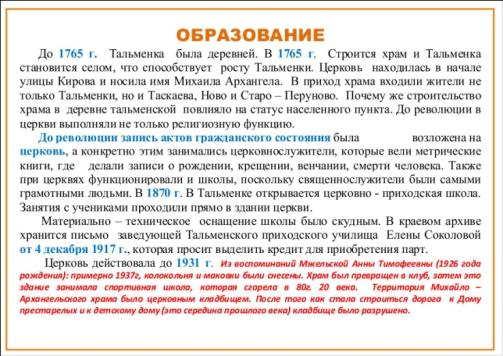 ОБРАЗОВАНИЕ
До 1765 г. Тальменка была деревней. В 1765 г. Строится храм и Тальменка
становится селом, что способствует росту Тальменки. Церковь находилась в начале
улицы Кирова и носила имя Михаила Архангела. В приход храма входили жители не
только Тальменки, но и Таскаева, Ново и Старо – Перуново. Почему же строительство
храма в деревне тальменской повлияло на статус населенного пункта. До революции в
церкви выполняли не только религиозную функцию.
До революции запись актов гражданского состояния была возложена на
церковь, а конкретно этим занимались церковнослужители, которые вели метрические
книги, где делали записи о рождении, крещении, венчании, смерти человека. Также
при церквях функционировали и школы, поскольку священнослужители были самыми
грамотными людьми. В 1870 г. В Тальменке открывается церковно - приходская школа.
Занятия с учениками проходили прямо в здании церкви.
Материально – техническое оснащение школы было скудным. В краевом архиве
хранится письмо заведующей Тальменского приходского училища Елены Соколовой
от 4 декабря 1917 г., которая просит выделить кредит для приобретения парт.
Церковь действовала до 1931 г. Из воспоминаний Мжельской Анны Тимофеевны (1926 года
рождения): примерно 1937г, колокольня и маковки были снесены. Храм был превращен в клуб, затем это
здание занимала спортивная школа, которая сгорела в 80г. 20 века. Территория Михайло –
Архангельского храма было церковным кладбищем. После того как стала строиться дорога к Дому
престарелых и к детскому дому (это середина прошлого века) кладбище было разрушено.